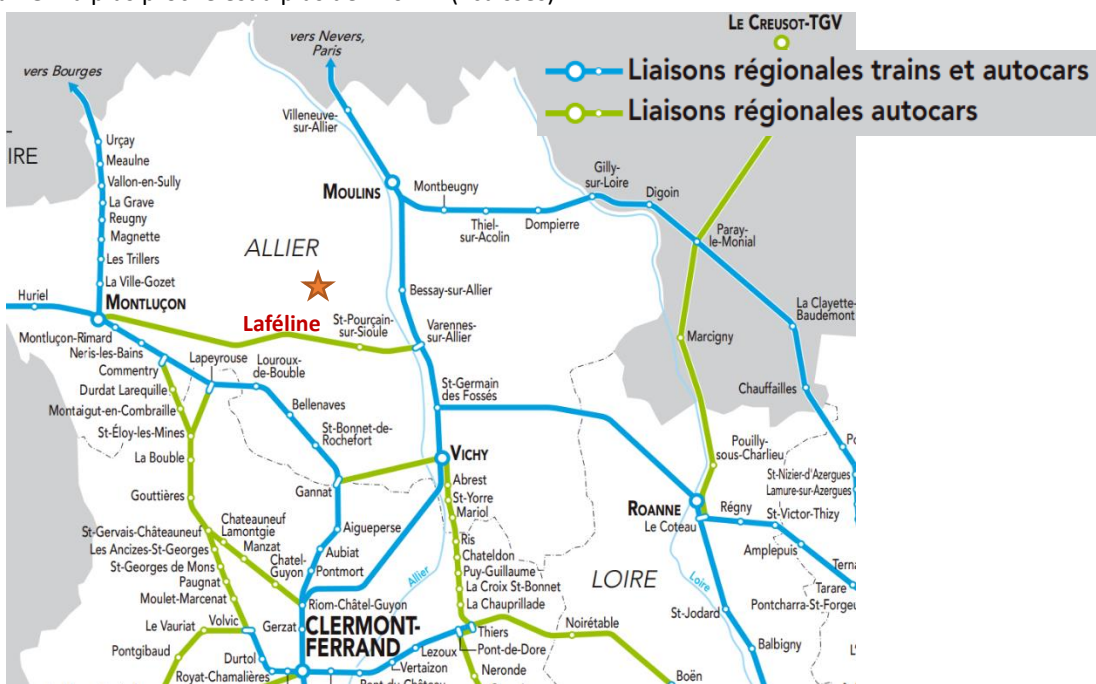 LE CREUSOT-TGV
Liaisons régionales trains et autocars
Liaisons régionales autocars
vers Nevers,
Paris
vers Bourges
IRE
Villeneuve-
sur-Allier
Urçay
Meaulne
Vallon-en-Sully
La Grave
Reugny
Magnette
Les Trillers
La Ville-Gozet
MOULINS
Montbeugny
Thiel-
sur-Acolin
Dompierre
Gilly-
sur-Loire
Digoin
Paray-
le-Monial
ALLIER
Huriel
MONTLUÇON
Bessay-sur-Allier
La Clayette-
Baudemont
Laféline
St-Pourçain-
sur-Sioule
Varennes-
sur-Allier
Marcigny
Montluçon-Rimard
Neris-les-Bains
Commentry
Lapeyrouse
Louroux-
de-Bouble
Durdat Larequille
Montaigut-en-Combraille
St-Éloy-les-Mines
La Bouble
Gouttières
Bellenaves
St-Bonnet-de-
Rochefort
Gannat
St-Germain
des Fossés
Chauffailles
VICHY
Abrest
St-Yorre
Mariol
Ris
Chateldon
Puy-Guillaume
La Croix St-Bonnet
La Chauprillade
Pouilly-
sous-Charlieu
St-Nizier-d'Azergues
Lamure-sur-Azergues
ROANNE
Le Coteau
Régny
St-Victor-Thizy
Amplepuis
Tarare
Pontcharra-St-Forgeu
St-Gervais-Châteauneuf
Chateauneuf
Lamontgie
Manzat
Les Ancizes-St-Georges
St-Georges de Mons
Paugnat
Moulet-Marcenat
Aigueperse
Aubiat
Chatel-
Guyon
Pontmort
Allier
LOIRE
Loire
Riom-Châtel-Guyon
Le Vauriat
Volvic
Gerzat
CLERMONT-
FERRAND
Pontgibaud
Durtol
Royat-Chamalières
Vertaizon
Lezoux
Thiers
Pont-de-Dore
Neronde
Noirétable
Boën
St-Jodard
Balbigny